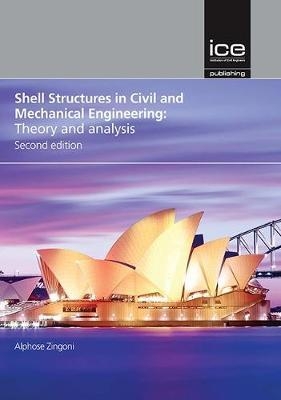 ice
Institution of Civil Engineers
publishing
Shell Structures in Civil and
Mechanical Engineering:
Theory and analysis
Second edition
Alphose Zingoni